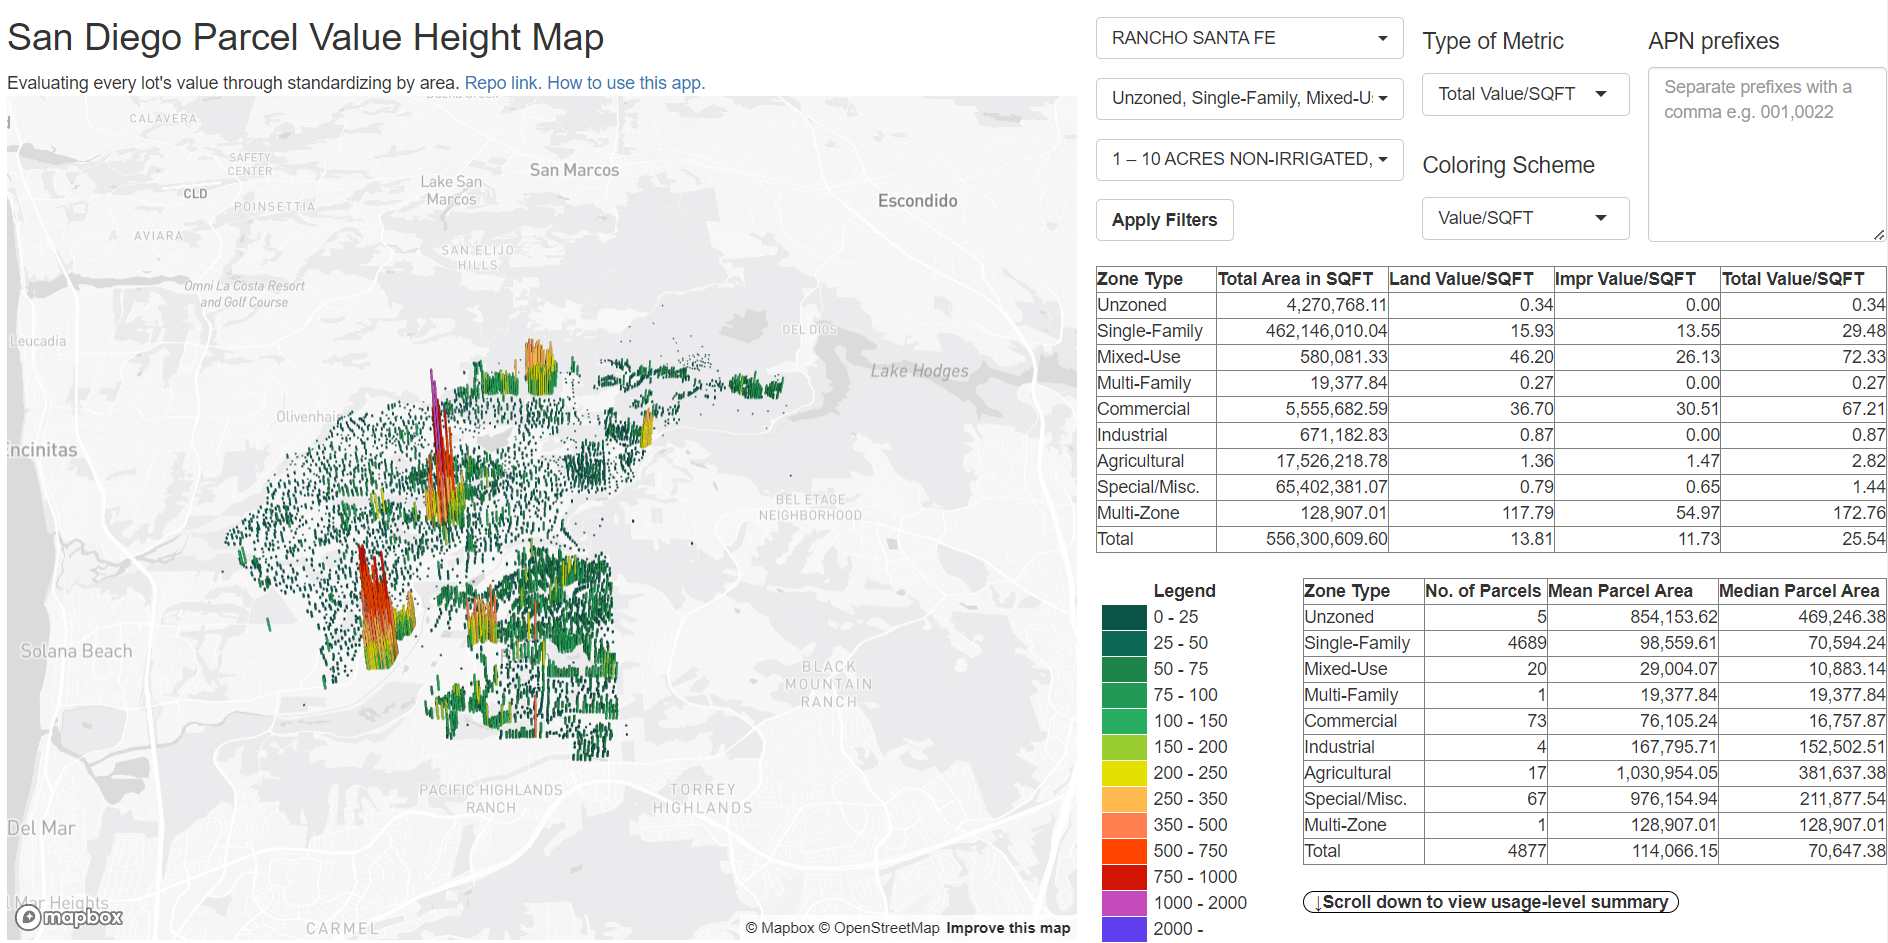 San Diego Parcel Value Height Map
Evaluating every lot's value through standardizing by area. Repo link. How to use this app.
CALAVERA
SAFETY
CENTER
CLD
POINSETTIA
Lake San
Marcos
San Marcos
Escondido
AVIARA
SAN ELIJO
HILLS
Omni La Costa Resort
and Golf Course
Leucadia
DEL DIOS
Lake Hodges
Olivenhain
ncinitas
BEL ETAGE
NEIGHBORHOOD
Solana Beach
BLACK
MOUNTAIN
RANCH
PACIFIC HIGHLANDS
RANCH
TORREY
HIGHLANDS
Del Mar
Mar Heights
mapbox
CARMEL
© Mapbox © OpenStreetMap Improve this map
RANCHO SANTA FE
Unzoned, Single-Family, Mixed-U
1 – 10 ACRES NON-IRRIGATED,
Apply Filters
Type of Metric
Total Value/SQFT
Coloring Scheme
Value/SQFT
APN prefixes
Separate prefixes with a
comma e.g. 001,0022
Zone Type Total Area in SQFT Land Value/SQFT Impr Value/SQFT Total Value/SQFT
Unzoned 4,270,768.11 0.34 0.00 0.34
Single-Family 462,146,010.04 15.93 13.55 29.48
Mixed-Use 580,081.33 46.20 26.13 72.33
Multi-Family 19,377.84 0.27 0.00 0.27
Commercial 5,555,682.59 36.70 30.51 67.21
Industrial 671,182.83 0.87 0.00 0.87
Agricultural 17,526,218.78 1.36 1.47 2.82
Special/Misc. 65,402,381.07 0.79 0.65 1.44
Multi-Zone 128,907.01 117.79 54.97 172.76
Total 556,300,609.60 13.81 11.73 25.54
Legend
0 - 25
25 - 50
50 - 75
75 - 100
100 - 150
150 - 200
200 - 250
250 - 350
350 - 500
500 - 750
750 - 1000
1000 - 2000
2000 -
Zone Type No. of Parcels Mean Parcel Area Median Parcel Area
Unzoned 5 854,153.62 469,246.38
Single-Family 4689 98,559.61 70,594.24
Mixed-Use 20 29,004.07 10,883.14
Multi-Family 1 19,377.84 19,377.84
Commercial 73 76,105.24 16,757.87
Industrial 4 167,795.71 152,502.51
Agricultural 17 1,030,954.05 381,637.38
Special/Misc. 67 976,154.94 211,877.54
Multi-Zone 1 128,907.01 128,907.01
Total 4877 114,066.15 70,647.38
↓Scroll down to view usage-level summary